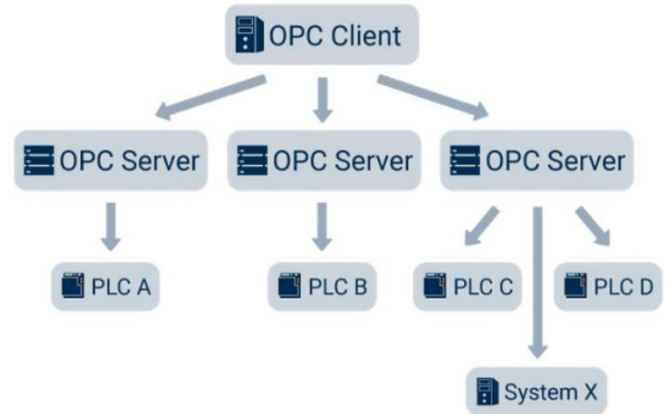 OPC Client
OPC Server
OPC Server
OPC Server
PLC A
PLC B
PLC C
PLC D
System X